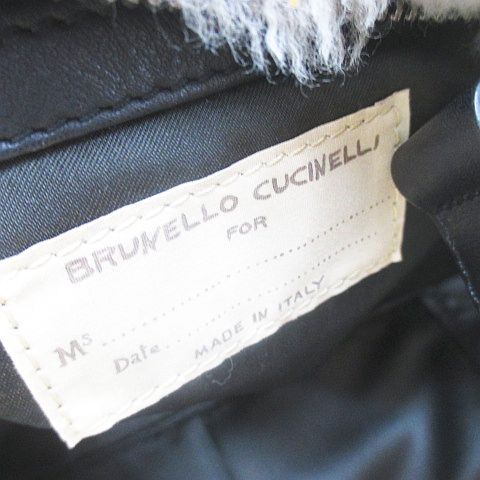 BRUNELLO CUCINELLI
FOR
Ms ..............................
Date ..............................
MADE IN ITALY